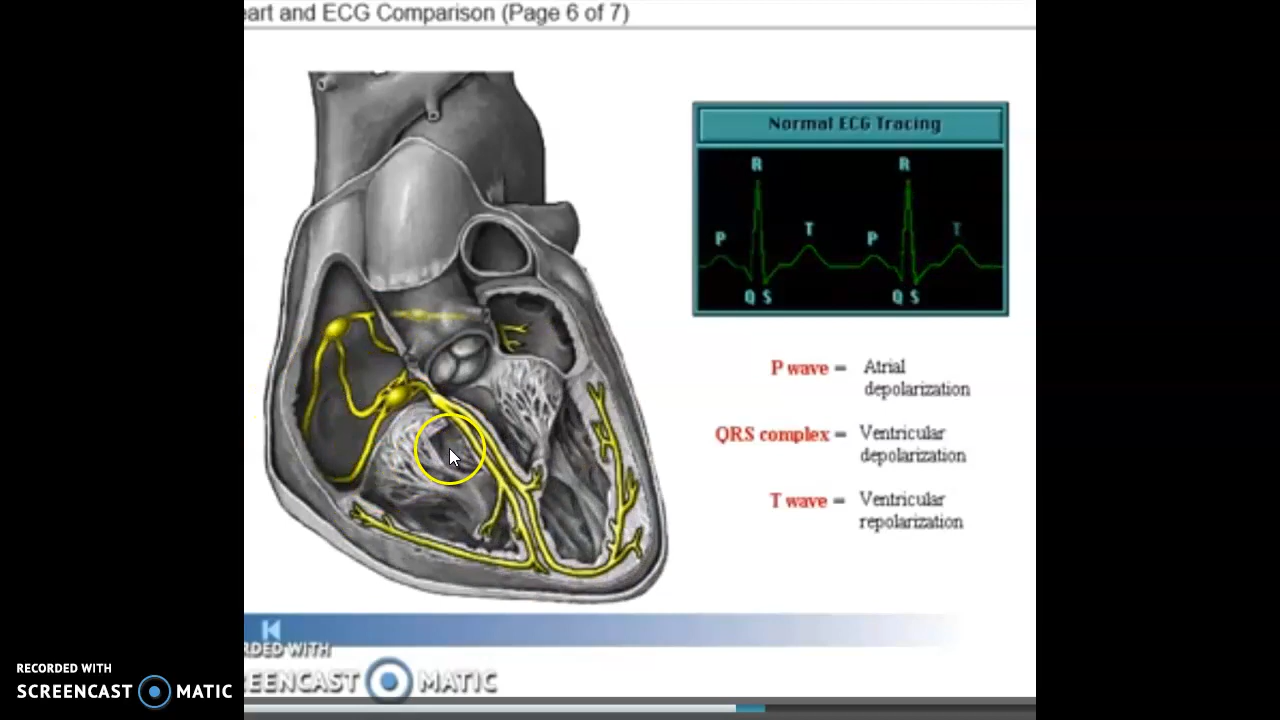 eart and ECG Comparison (Page 6 of 7)
Normal ECG Tracing
R R
P T P T
Q S Q S
P wave = Atrial
depolarization
QRS complex = Ventricular
depolarization
T wave = Ventricular
repolarization
RDED WITH
EENCAST MATIC
RECORDED WITH
SCREENCAST MATIC